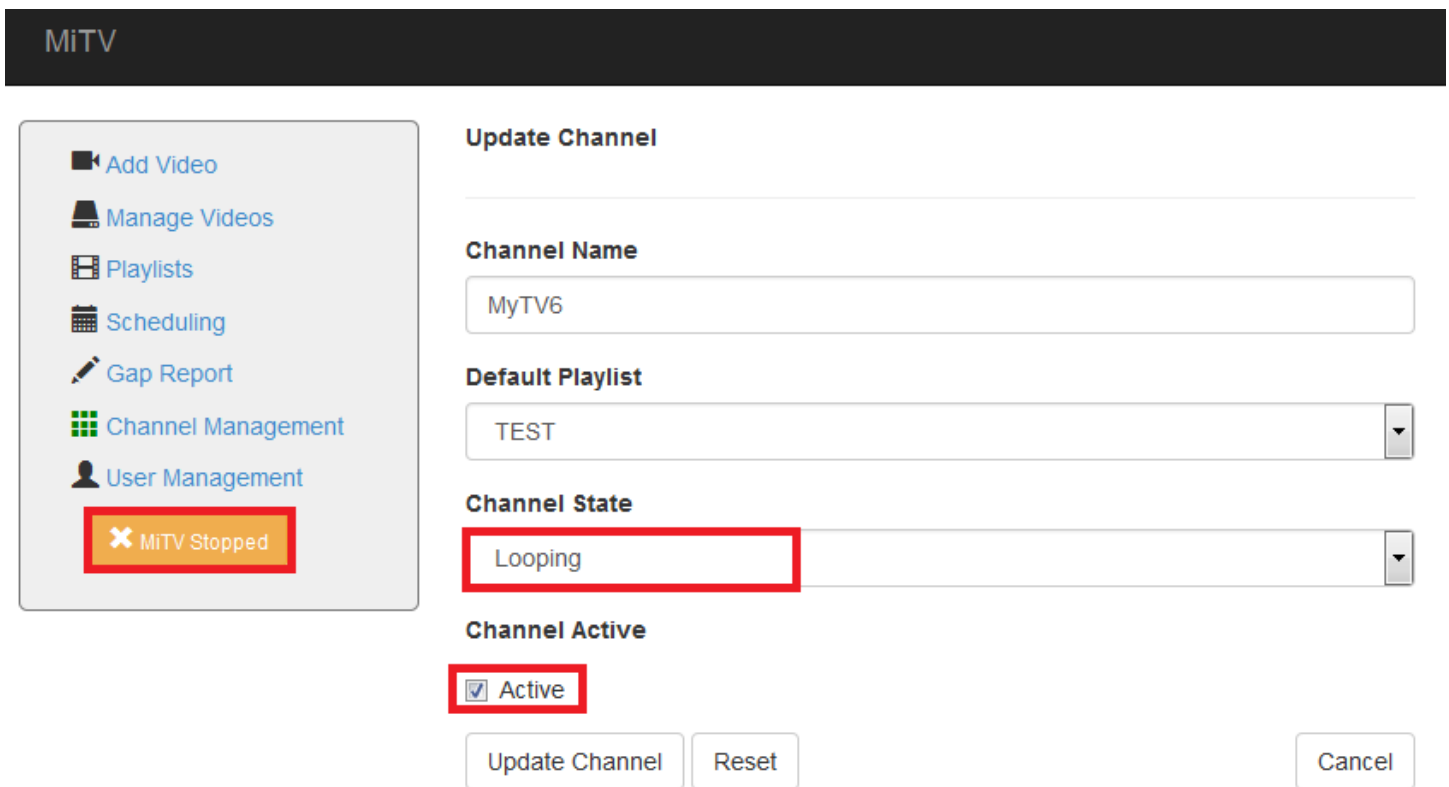 MiTV
Add Video
Manage Videos
Playlists
Scheduling
Gap Report
Channel Management
User Management
MiTV Stopped
Update Channel
Channel Name
MyTV6
Default Playlist
TEST
Channel State
Looping
Channel Active
Active
Update Channel
Reset
Cancel